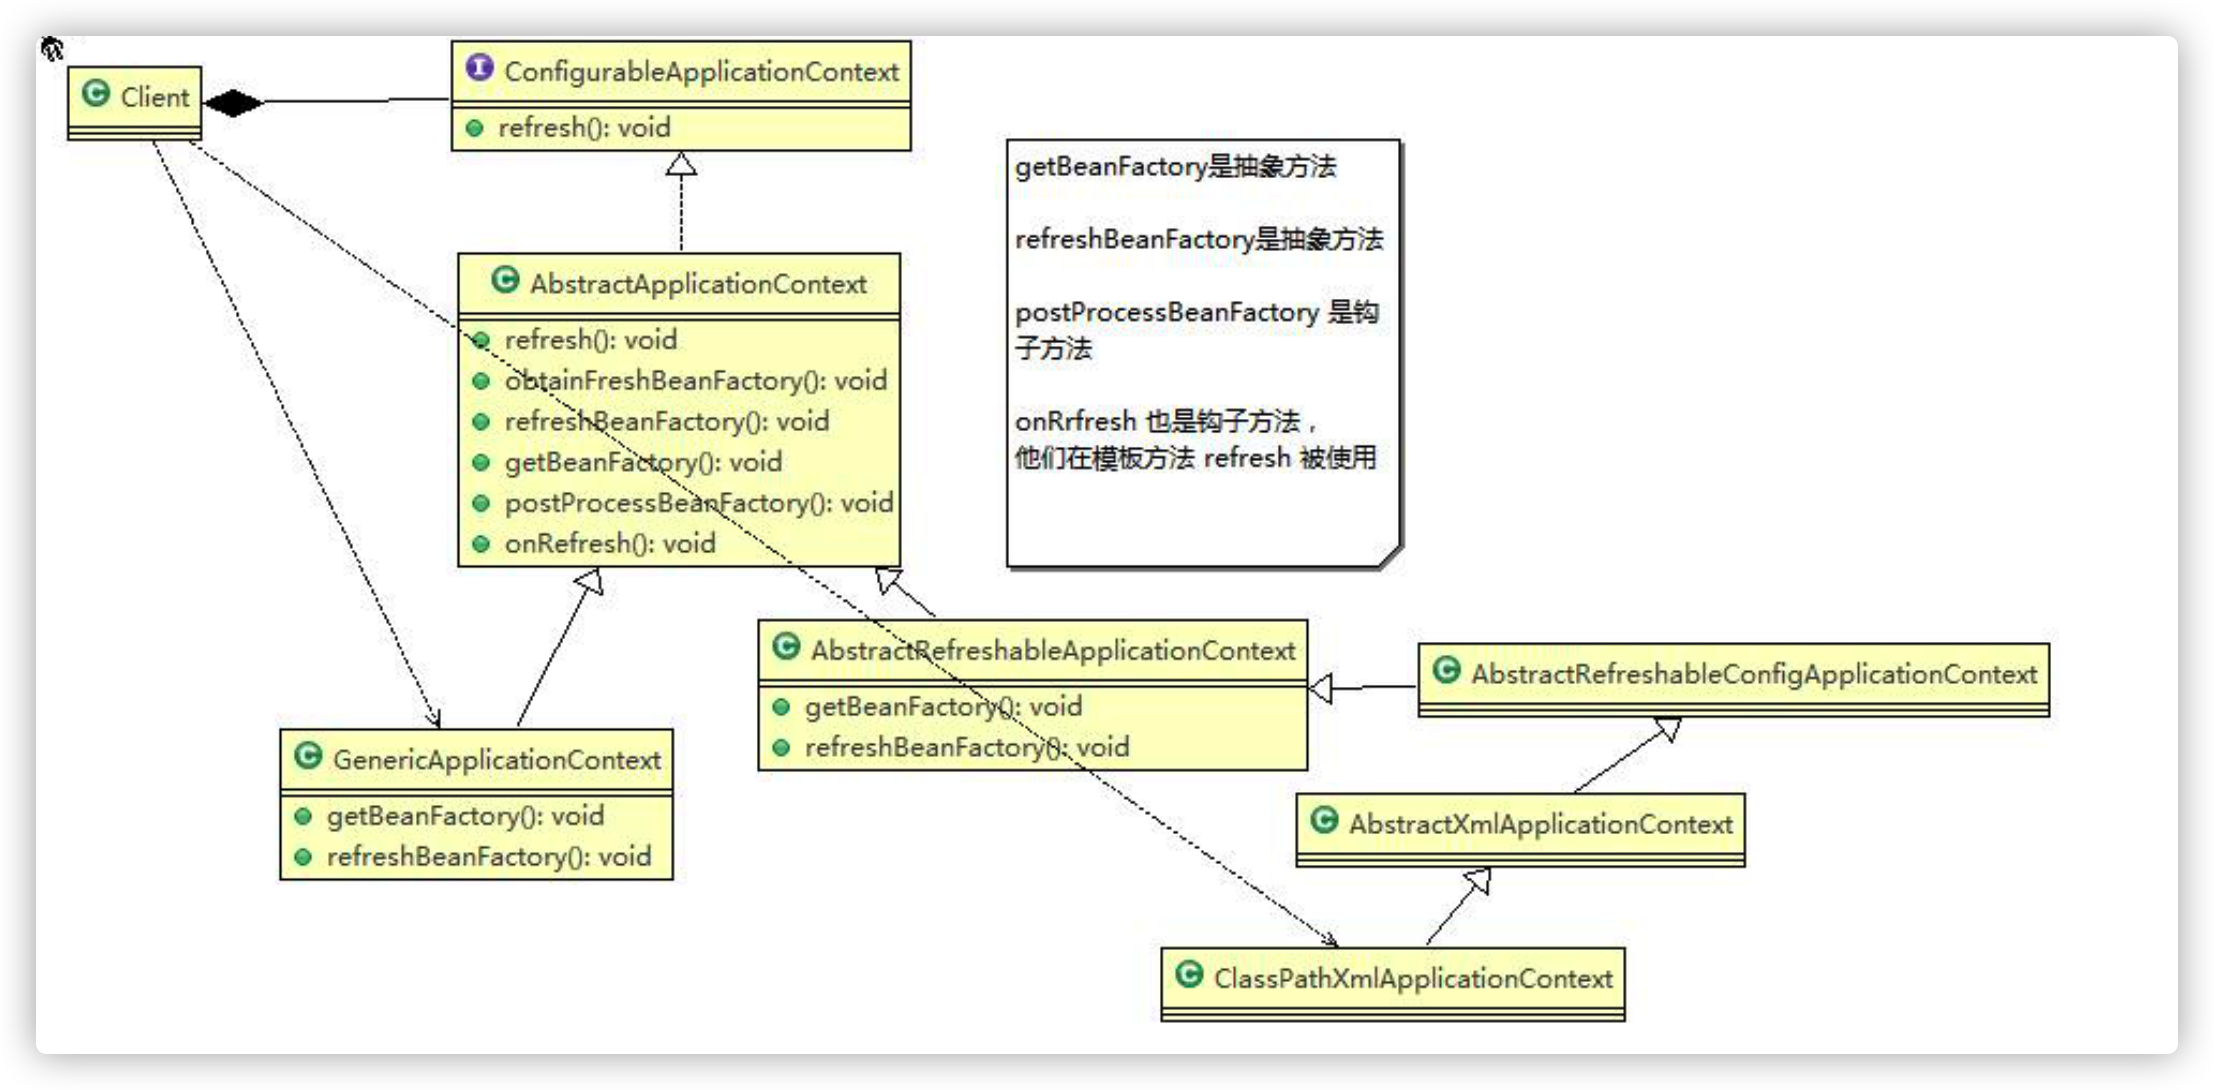 Client
ConfigurableApplicationContext
refresh(): void
AbstractApplicationContext
refresh(): void
obtainFreshBeanFactory(): void
refreshBeanFactory(): void
getBeanFactory(): void
postProcessBeanFactory(): void
onRefresh(): void
getBeanFactory是抽象方法
refreshBeanFactory是抽象方法
postProcessBeanFactory 是钩
子方法
onRrfresh 也是钩子方法，
他们在模板方法 refresh 被使用
AbstractRefreshableApplicationContext
getBeanFactory(): void
refreshBeanFactory(): void
AbstractRefreshableConfigApplicationContext
GenericApplicationContext
getBeanFactory(): void
refreshBeanFactory(): void
AbstractXmlApplicationContext
ClassPathXmlApplicationContext